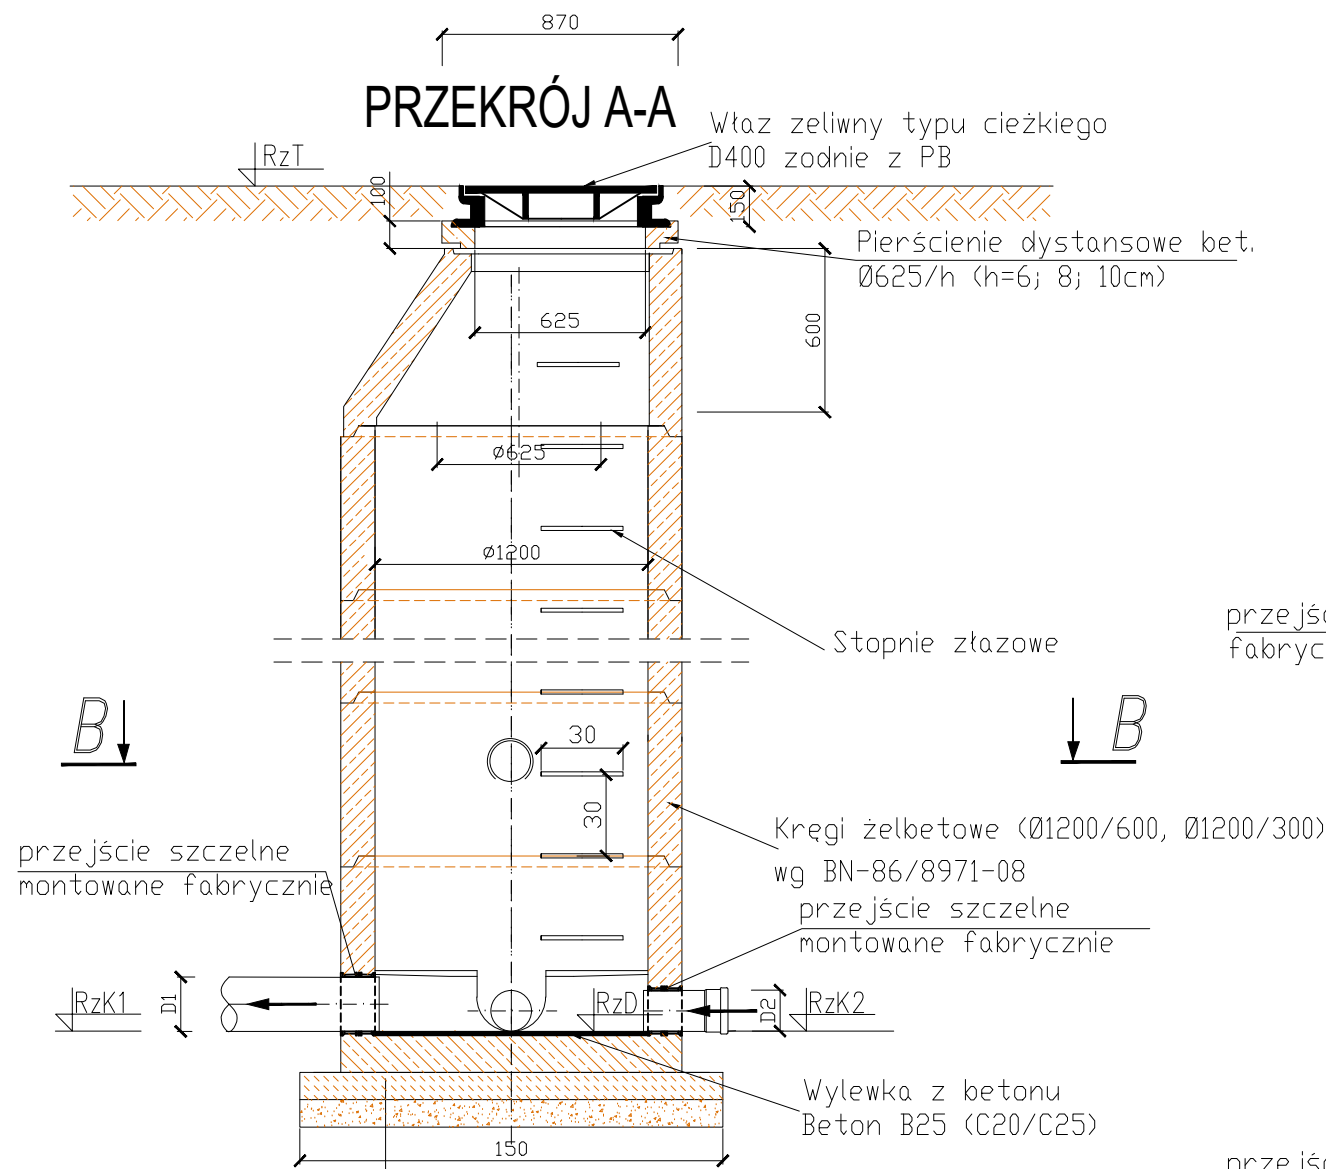 870
PRZEKRÓJ A-A
Właz zeliwny typu cieżkiego
D400 zodnie z PB
RzT
100
150
Pierścienie dystansowe bet.
Ø625/h (h=6; 8; 10cm)
625
600
Ø625
Ø1200
Stopnie złazowe
przejśc
fabryc
B
B
30
30
Kręgi żelbetowe (Ø1200/600, Ø1200/300)
wg BN-86/8971-08
przejście szczelne
montowane fabrycznie
przejście szczelne
montowane fabrycznie
RzK1
D1
RzD
D2
RzK2
Wylewka z betonu
Beton B25 (C20/C25)
150
przejśc